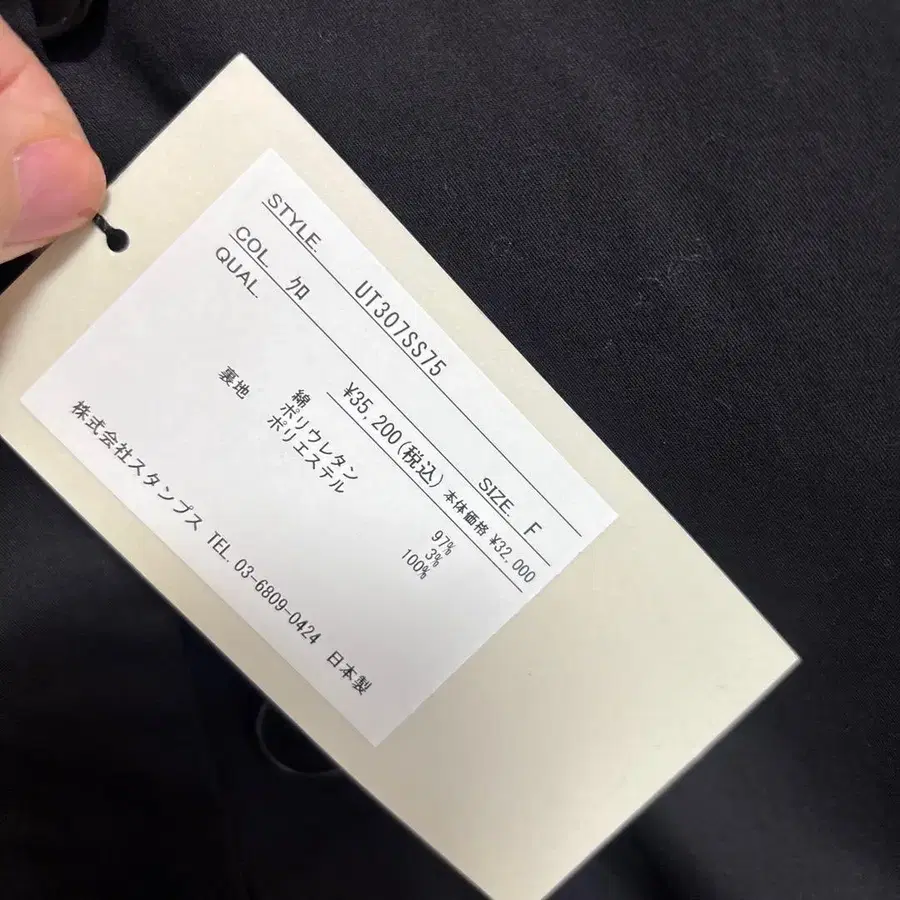 STYLE. UT307SS75
COL. ｸﾛ SIZE. F
QUAL. ¥35,200(税込) 本体価格 ¥32,000
綿 97%
ポリウレタン 3%
裏地 ポリエステル 100%
株式会社スタンプス TEL. 03-6809-0424 日本製